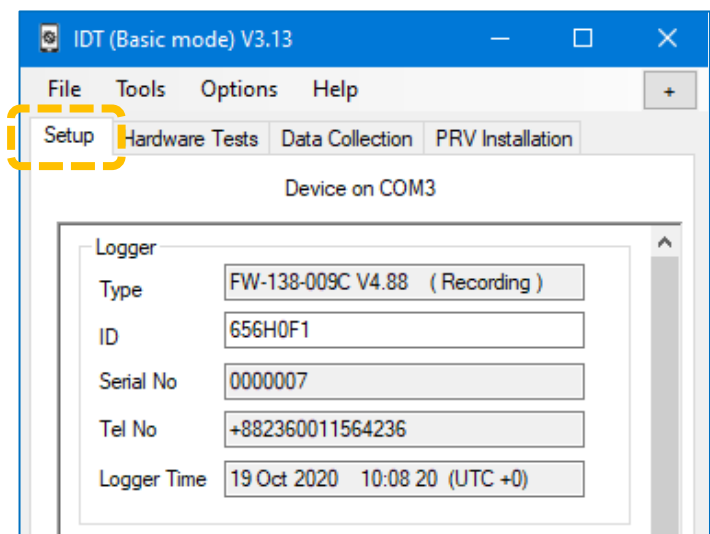 IDT (Basic mode) V3.13
File Tools Options Help +
Setup Hardware Tests Data Collection PRV Installation
Device on COM3
Logger
Type FW-138-009C V4.88 ( Recording )
ID 656H0F1
Serial No 0000007
Tel No +882360011564236
Logger Time 19 Oct 2020 10:08 20 (UTC +0)